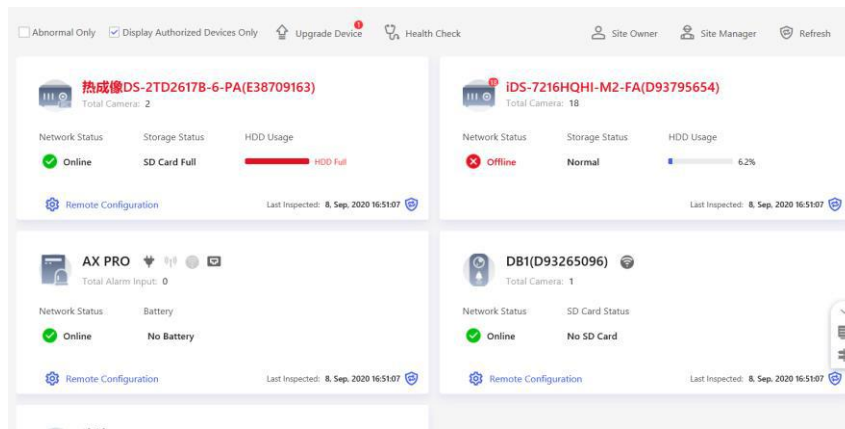 Abnormal Only Display Authorized Devices Only Upgrade Device 1 Health Check Site Owner Site Manager Refresh
热成像DS-2TD2617B-6-PA(E38709163)
Total Camera: 2
Network Status Storage Status HDD Usage
Online SD Card Full HDD Full
Remote Configuration Last Inspected: 8, Sep, 2020 16:51:07
iDS-7216HQHI-M2-FA(D93795654)
Total Camera: 18
Network Status Storage Status HDD Usage
Offline Normal 6.2%
Last Inspected: 8, Sep, 2020 16:51:07
AX PRO
Total Alarm Input: 0
Network Status Battery
Online No Battery
Remote Configuration Last Inspected: 8, Sep, 2020 16:51:07
DB1(D93265096)
Total Camera: 1
Network Status SD Card Status
Online No SD Card
Remote Configuration Last Inspected: 8, Sep, 2020 16:51:07